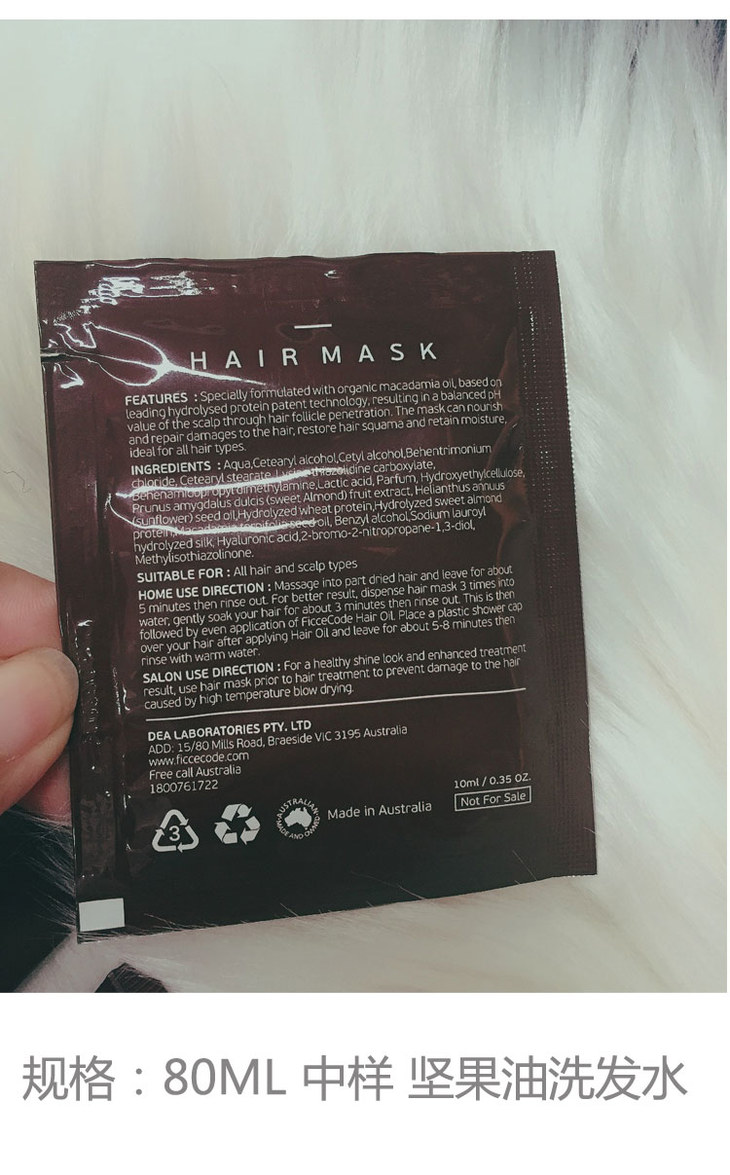 HAIR MASK
FEATURES : Specially formulated with organic macadamia oil, based on
leading hydrolysed protein patent technology, resulting in a balanced pH
value of the scalp through hair follicle penetration. The mask can nourish
and repair damages to the hair, restore hair squama and retain moisture,
ideal for all hair types.
INGREDIENTS : Aqua,Cetearyl alcohol,Cetyl alcohol,Behentrimonium
chloride, Cetearyl stearate, Lysine thiazolidine carboxylate,
Behenamidopropyl dimethylamine,Lactic acid, Parfum, Hydroxyethylcellulose,
Prunus amygdalus dulcis (sweet Almond) fruit extract, Helianthus annuus
(sunflower) seed oil,Hydrolyzed wheat protein,Hydrolyzed sweet almond
protein,Macadamia ternifolia seed oil, Benzyl alcohol,Sodium lauroyl
hydrolyzed silk, Hyaluronic acid,2-bromo-2-nitropropane-1,3-diol,
Methylisothiazolinone.
SUITABLE FOR : All hair and scalp types
HOME USE DIRECTION : Massage into part dried hair and leave for about
5 minutes then rinse out. For better result, dispense hair mask 3 times into
water, gently soak your hair for about 3 minutes then rinse out. This is then
followed by even application of FicceCode Hair Oil. Place a plastic shower cap
over your hair after applying Hair Oil and leave for about 5-8 minutes then
rinse with warm water.
SALON USE DIRECTION : For a healthy shine look and enhanced treatment
result, use hair mask prior to hair treatment to prevent damage to the hair
caused by high temperature blow drying.
DEA LABORATORIES PTY. LTD
ADD: 15/80 Mills Road, Braeside VIC 3195 Australia
www.ficcecode.com
Free call Australia
1800761722
10ml / 0.35 OZ.
Not For Sale
3
AUSTRALIAN
MADE AND OWNED
Made in Australia
规格：80ML 中样 坚果油洗发水